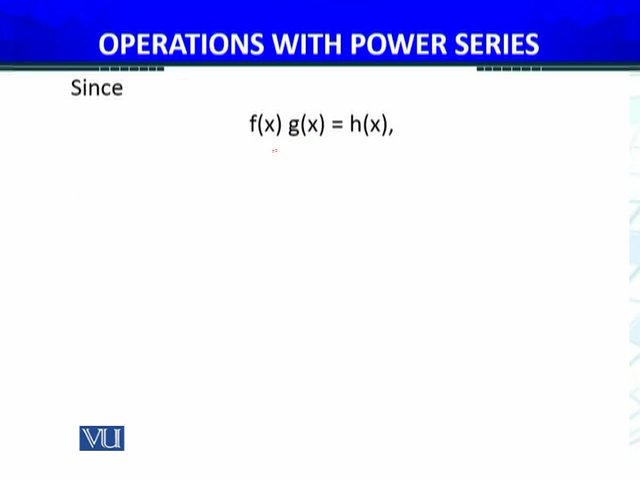 OPERATIONS WITH POWER SERIES
Since
f(x) g(x) = h(x),
VU